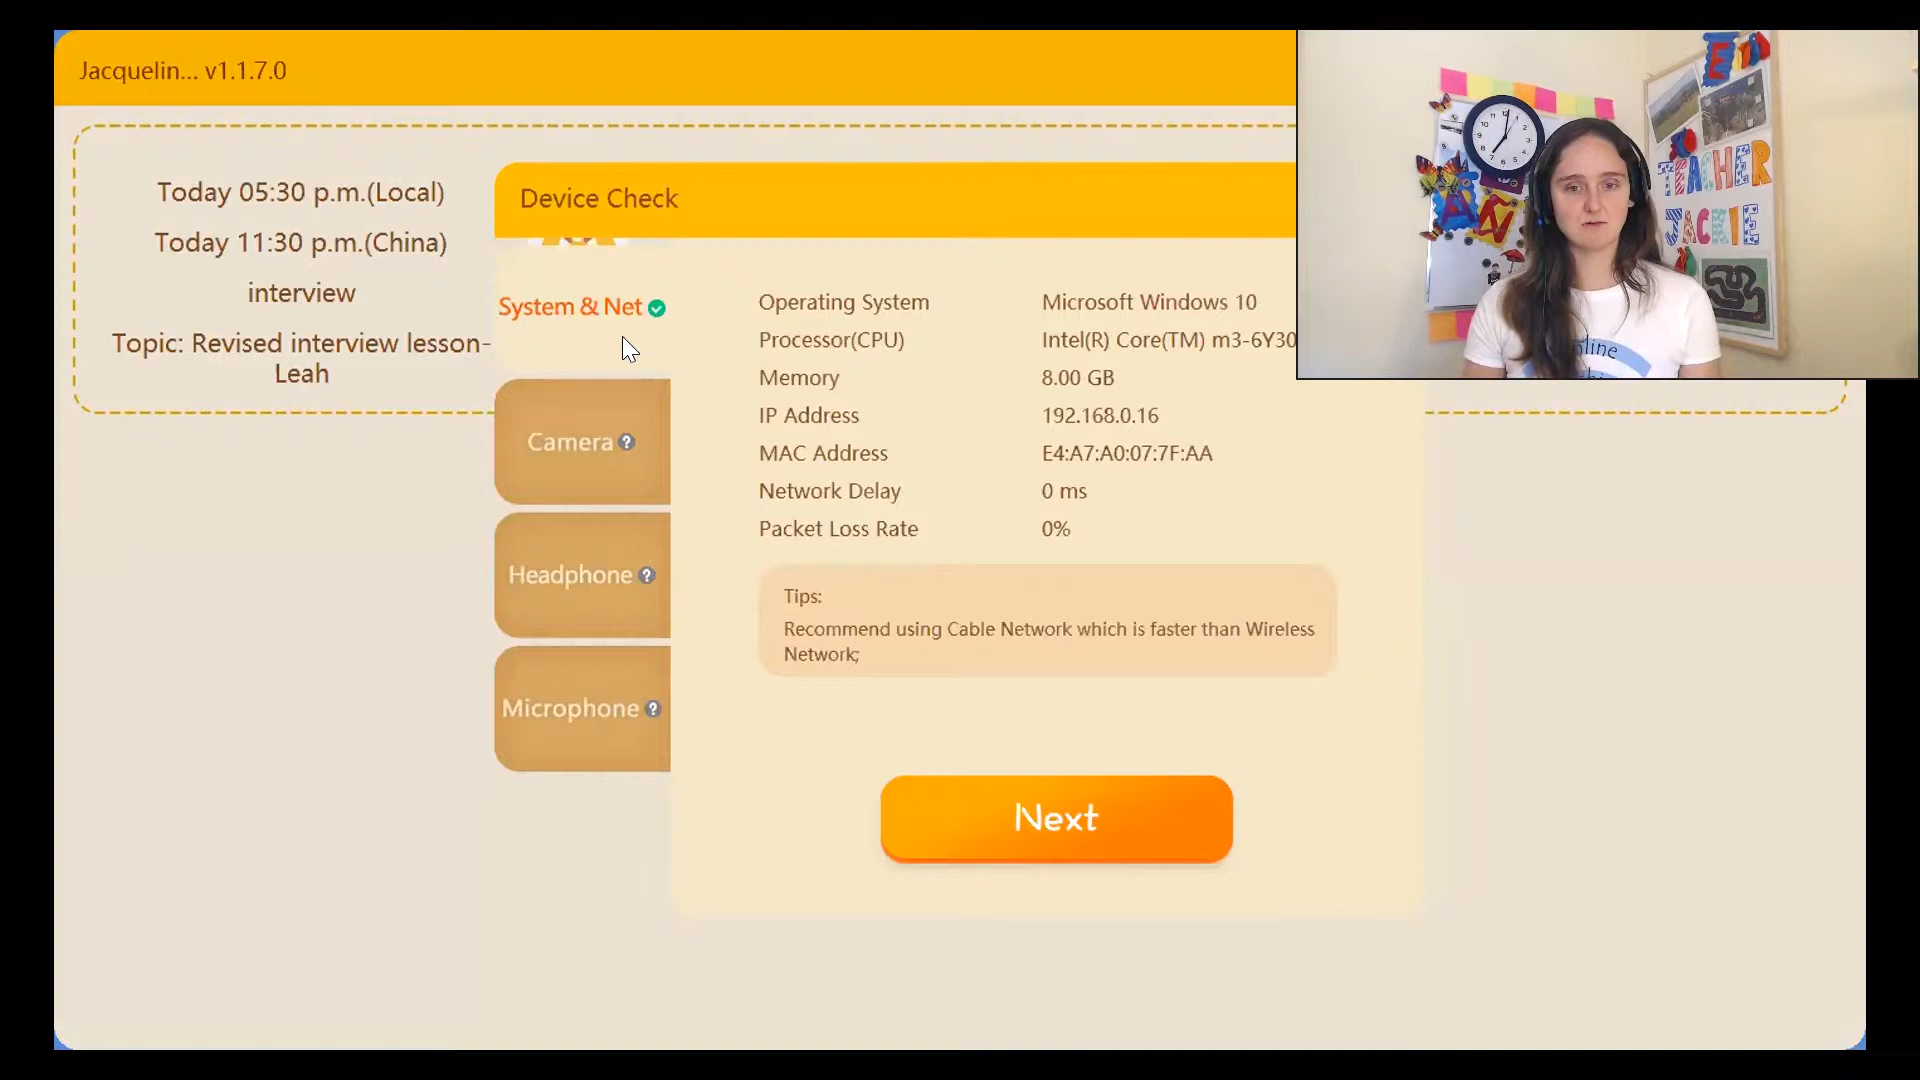 Jacquelin... v1.1.7.0
Today 05:30 p.m.(Local)
Today 11:30 p.m.(China)
interview
Topic: Revised interview lesson-
Leah
Device Check
System & Net
Camera ?
Headphone ?
Microphone ?
Operating System Microsoft Windows 10
Processor(CPU) Intel(R) Core(TM) m3-6Y30
Memory 8.00 GB
IP Address 192.168.0.16
MAC Address E4:A7:A0:07:7F:AA
Network Delay 0 ms
Packet Loss Rate 0%
Tips:
Recommend using Cable Network which is faster than Wireless
Network;
Next
TEACHER
JACKIE